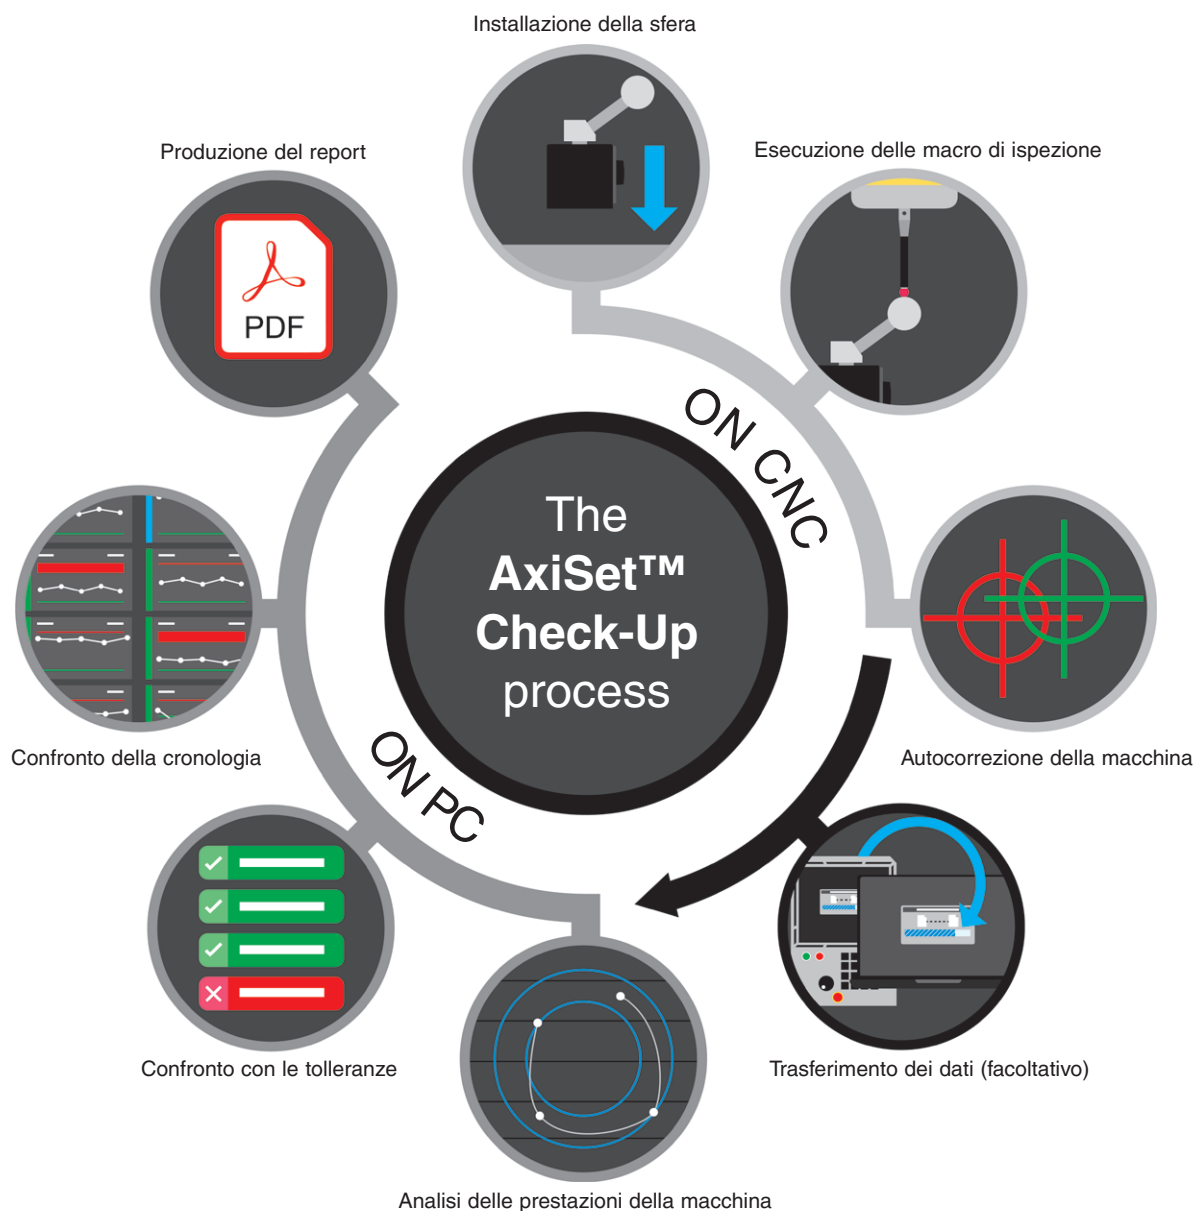 Installazione della sfera
Produzione del report
Esecuzione delle macro di ispezione
PDF
ON CNC
The
AxiSet™
Check-Up
process
ON PC
Confronto della cronologia
Autocorrezione della macchina
Confronto con le tolleranze
Trasferimento dei dati (facoltativo)
Analisi delle prestazioni della macchina